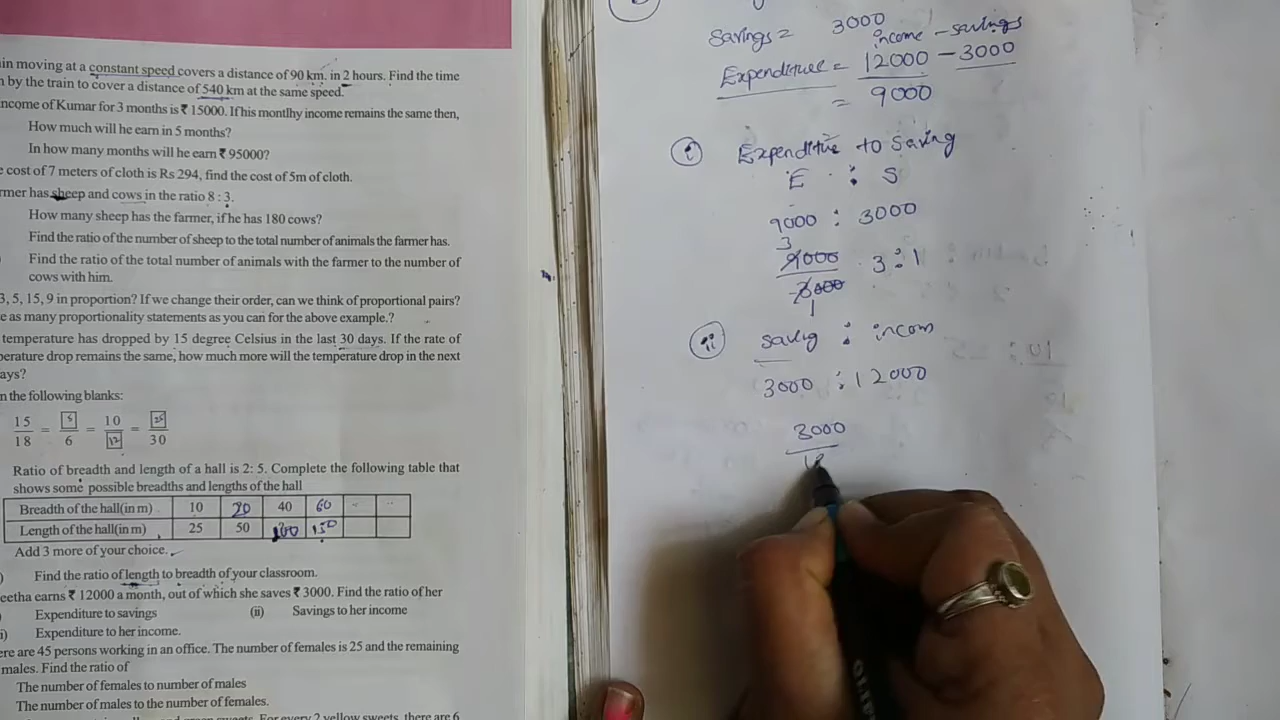 in moving at a constant speed covers a distance of 90 km. in 2 hours. Find the time
n by the train to cover a distance of 540 km at the same speed.
ncome of Kumar for 3 months is ₹ 15000. If his montlhy income remains the same then,
How much will he earn in 5 months?
In how many months will he earn ₹ 95000?
e cost of 7 meters of cloth is Rs 294, find the cost of 5m of cloth.
rmer has sheep and cows in the ratio 8 : 3.
How many sheep has the farmer, if he has 180 cows?
Find the ratio of the number of sheep to the total number of animals the farmer has.
Find the ratio of the total number of animals with the farmer to the number of
cows with him.
3, 5, 15, 9 in proportion? If we change their order, can we think of proportional pairs?
e as many proportionality statements as you can for the above example.?
temperature has dropped by 15 degree Celsius in the last 30 days. If the rate of
perature drop remains the same, how much more will the temperature drop in the next
ays?
n the following blanks:
15/18 = 5/6 = 10/12 = 25/30
Ratio of breadth and length of a hall is 2: 5. Complete the following table that
shows some possible breadths and lengths of the hall
Breadth of the hall(in m) 10 20 40 60
Length of the hall(in m) 25 50 100 150
Add 3 more of your choice.
) Find the ratio of length to breadth of your classroom.
eetha earns ₹ 12000 a month, out of which she saves ₹ 3000. Find the ratio of her
) Expenditure to savings (ii) Savings to her income
i) Expenditure to her income.
ere are 45 persons working in an office. The number of females is 25 and the remaining
males. Find the ratio of
The number of females to number of males
The number of males to the number of females.
savings = 3000
income - savings
Expenditure = 12000 - 3000
= 9000
i Expenditure to saving
E : S
9000 : 3000
3
9000 3 : 1
3000
1
ii saving : incom
3000 : 12000
3000